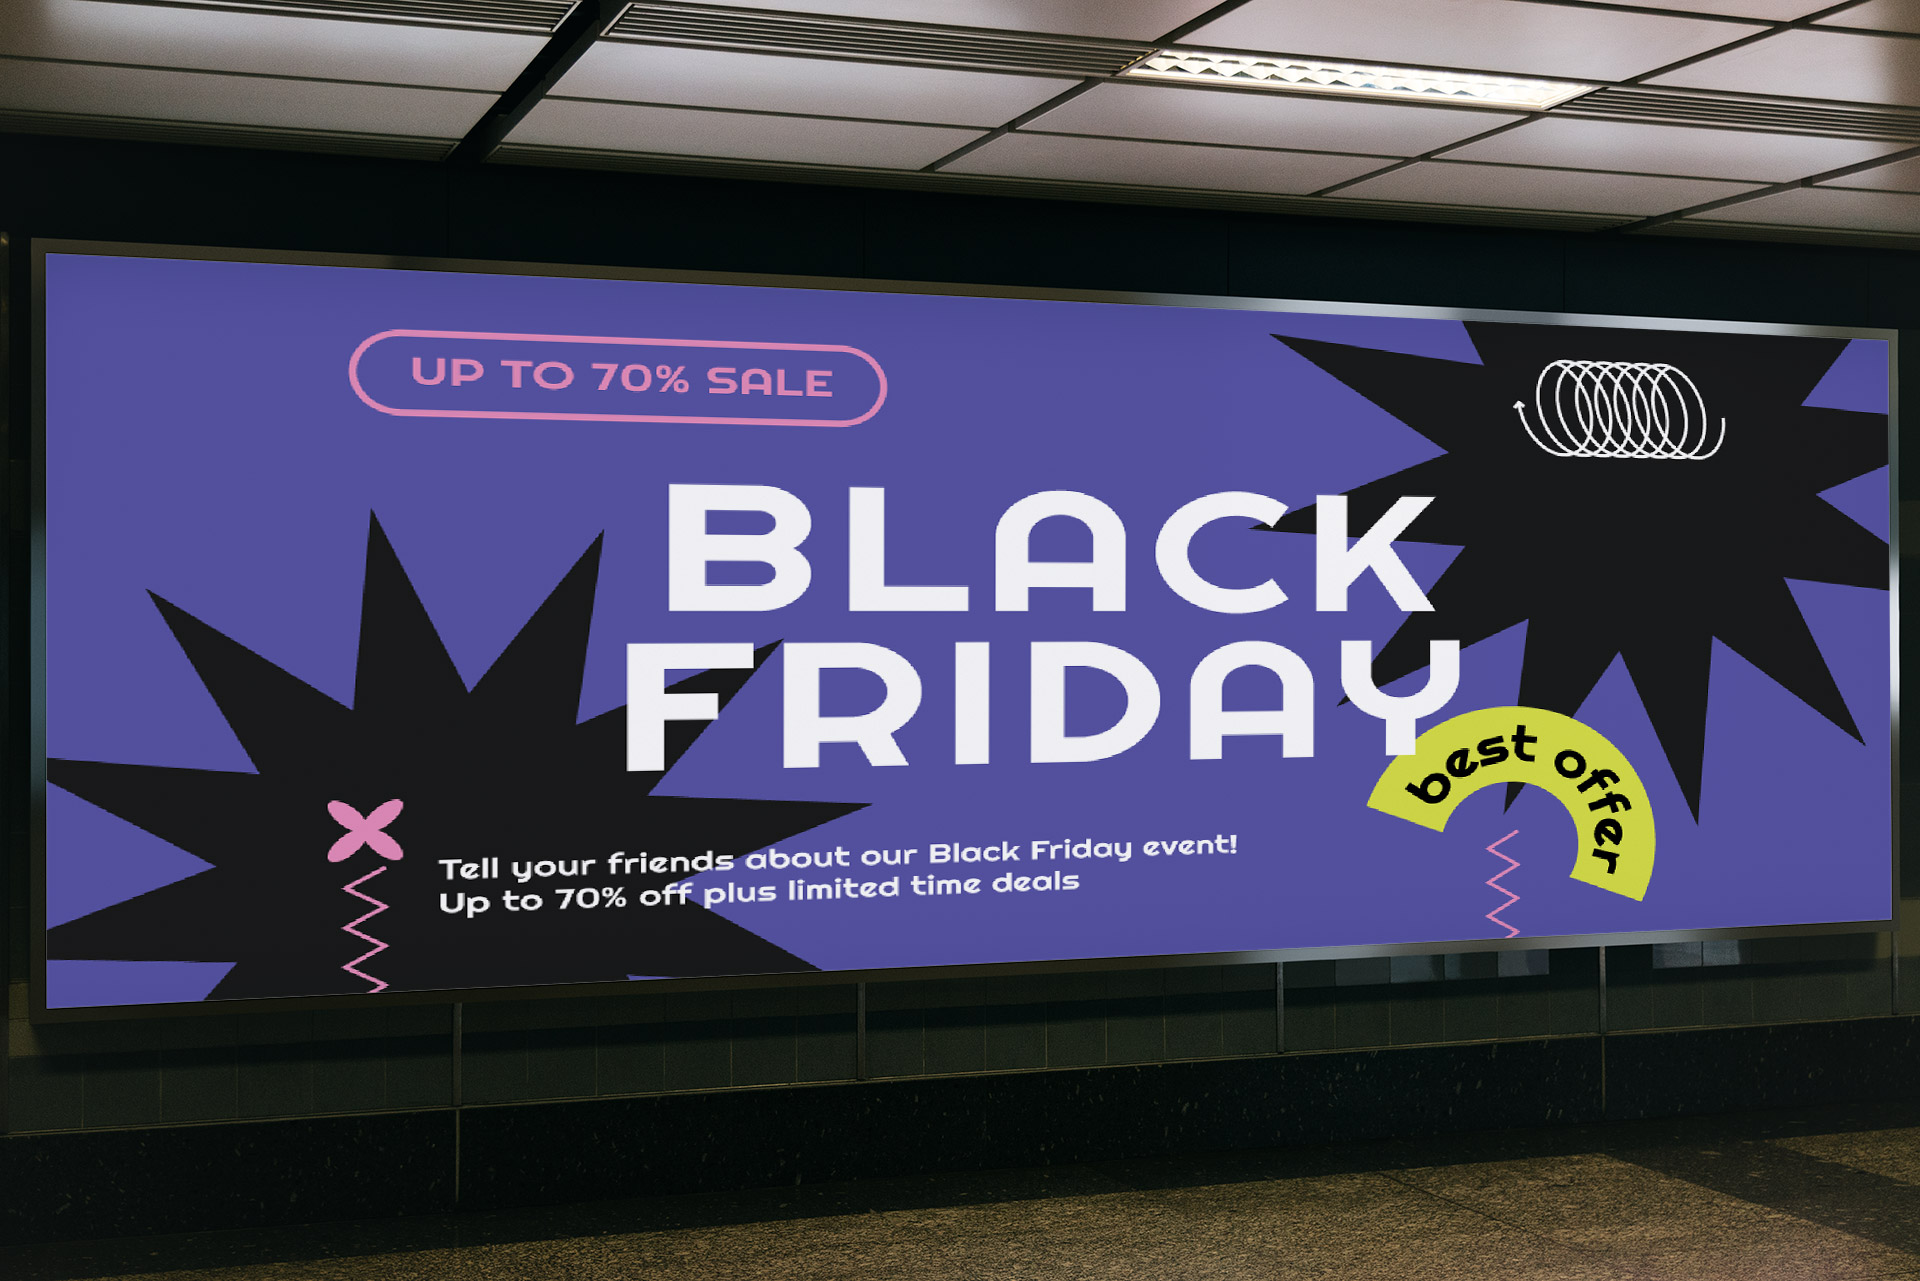 UP TO 70% SALE
BLACK
FRIDAY
best offer
Tell your friends about our Black Friday event!
Up to 70% off plus limited time deals